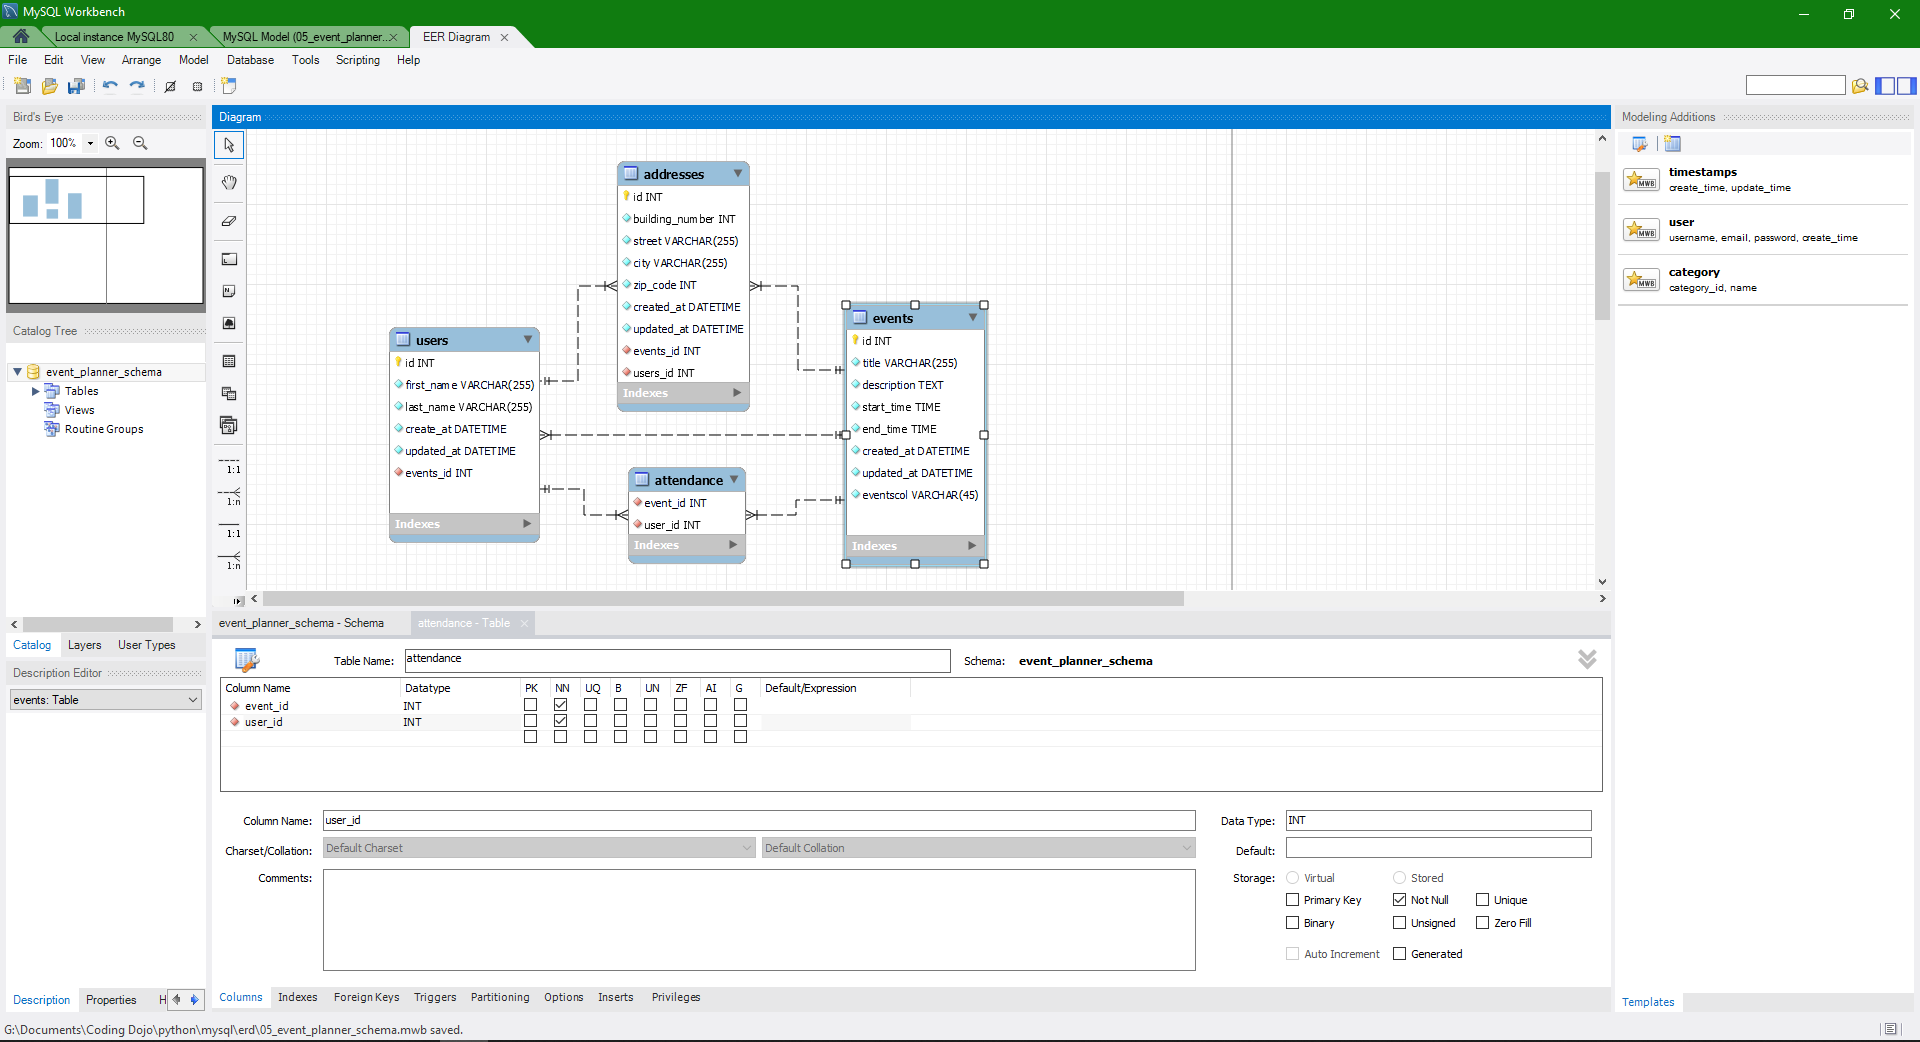 MySQL Workbench
Local instance MySQL80
MySQL Model (05_event_planner...
EER Diagram
File Edit View Arrange Model Database Tools Scripting Help
Bird's Eye
Zoom: 100%
Catalog Tree
event_planner_schema
Tables
Views
Routine Groups
Catalog Layers User Types
Description Editor
events: Table
Description Properties H
Diagram
1:1
1:n
1:1
1:n
addresses
id INT
building_number INT
street VARCHAR(255)
city VARCHAR(255)
zip_code INT
created_at DATETIME
updated_at DATETIME
events_id INT
users_id INT
Indexes
users
id INT
first_name VARCHAR(255)
last_name VARCHAR(255)
create_at DATETIME
updated_at DATETIME
events_id INT
Indexes
attendance
event_id INT
user_id INT
Indexes
events
id INT
title VARCHAR(255)
description TEXT
start_time TIME
end_time TIME
created_at DATETIME
updated_at DATETIME
eventscol VARCHAR(45)
Indexes
Modeling Additions
MWB
timestamps
create_time, update_time
MWB
user
username, email, password, create_time
MWB
category
category_id, name
Templates
event_planner_schema - Schema
attendance - Table
Table Name: attendance
Schema: event_planner_schema
Column Name Datatype PK NN UQ B UN ZF AI G Default/Expression
event_id INT
user_id INT
Column Name: user_id
Data Type: INT
Charset/Collation: Default Charset Default Collation
Default:
Comments:
Storage: Virtual Stored
Primary Key Not Null Unique
Binary Unsigned Zero Fill
Auto Increment Generated
Columns Indexes Foreign Keys Triggers Partitioning Options Inserts Privileges
G:\Documents\Coding Dojo\python\mysql\erd\05_event_planner_schema.mwb saved.